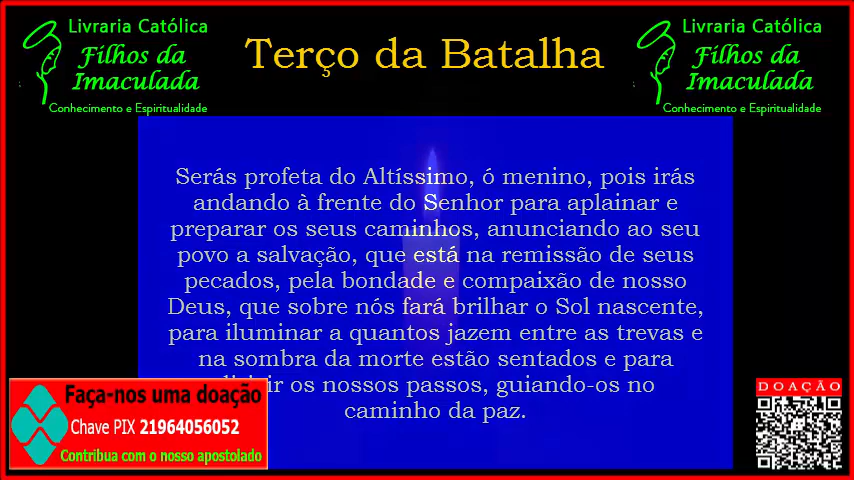 Livraria Católica
Filhos da
Imaculada
Conhecimento e Espiritualidade
Terço da Batalha
Livraria Católica
Filhos da
Imaculada
Conhecimento e Espiritualidade
Serás profeta do Altíssimo, ó menino, pois irás
andando à frente do Senhor para aplainar e
preparar os seus caminhos, anunciando ao seu
povo a salvação, que está na remissão de seus
pecados, pela bondade e compaixão de nosso
Deus, que sobre nós fará brilhar o Sol nascente,
para iluminar a quantos jazem entre as trevas e
na sombra da morte estão sentados e para
os nossos passos, guiando-os no
caminho da paz.
Faça-nos uma doação
Chave PIX 21964056052
Contribua com o nosso apostolado
DOAÇÃO